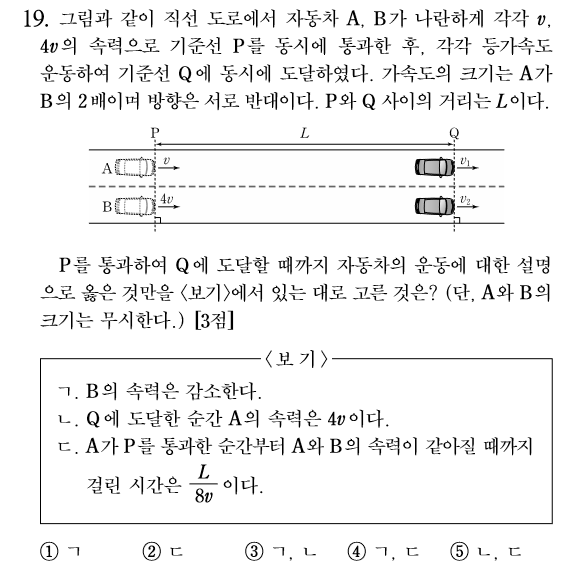 19. 그림과 같이 직선 도로에서 자동차 A, B가 나란하게 각각 v,
4v의 속력으로 기준선 P를 동시에 통과한 후, 각각 등가속도
운동하여 기준선 Q에 동시에 도달하였다. 가속도의 크기는 A가
B의 2배이며 방향은 서로 반대이다. P와 Q 사이의 거리는 L이다.
P L Q
A v v₁
B 4v v₂
P를 통과하여 Q에 도달할 때까지 자동차의 운동에 대한 설명
으로 옳은 것만을 <보기>에서 있는 대로 고른 것은? (단, A와 B의
크기는 무시한다.) [3점]
<보 기>
ㄱ. B의 속력은 감소한다.
ㄴ. Q에 도달한 순간 A의 속력은 4v이다.
ㄷ. A가 P를 통과한 순간부터 A와 B의 속력이 같아질 때까지
걸린 시간은 L/8v 이다.
① ㄱ ② ㄷ ③ ㄱ, ㄴ ④ ㄱ, ㄷ ⑤ ㄴ, ㄷ